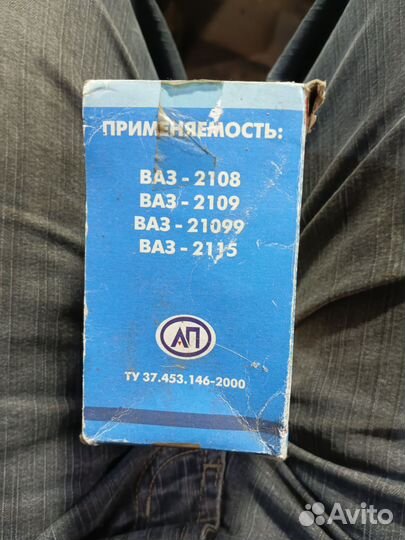 ПРИМЕНЯЕМОСТЬ:
ВАЗ - 2108
ВАЗ - 2109
ВАЗ - 21099
ВАЗ - 2115
АП
ТУ 37.453.146-2000
Avito